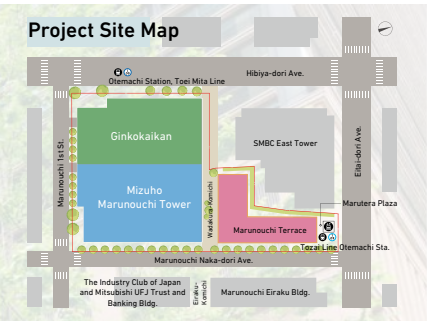 Project Site Map
Hibiya-dori Ave.
Otemachi Station, Toei Mita Line
Ginkokaikan
SMBC East Tower
Marunouchi 1st St.
Eitai-dori Ave.
Mizuho
Marunouchi Tower
Wadakura-Komichi
Marutera Plaza
Marunouchi Terrace
Tozai Line Otemachi Sta.
Marunouchi Naka-dori Ave.
The Industry Club of Japan
and Mitsubishi UFJ Trust and
Banking Bldg.
Eiraku-
Komichi
Marunouchi Eiraku Bldg.